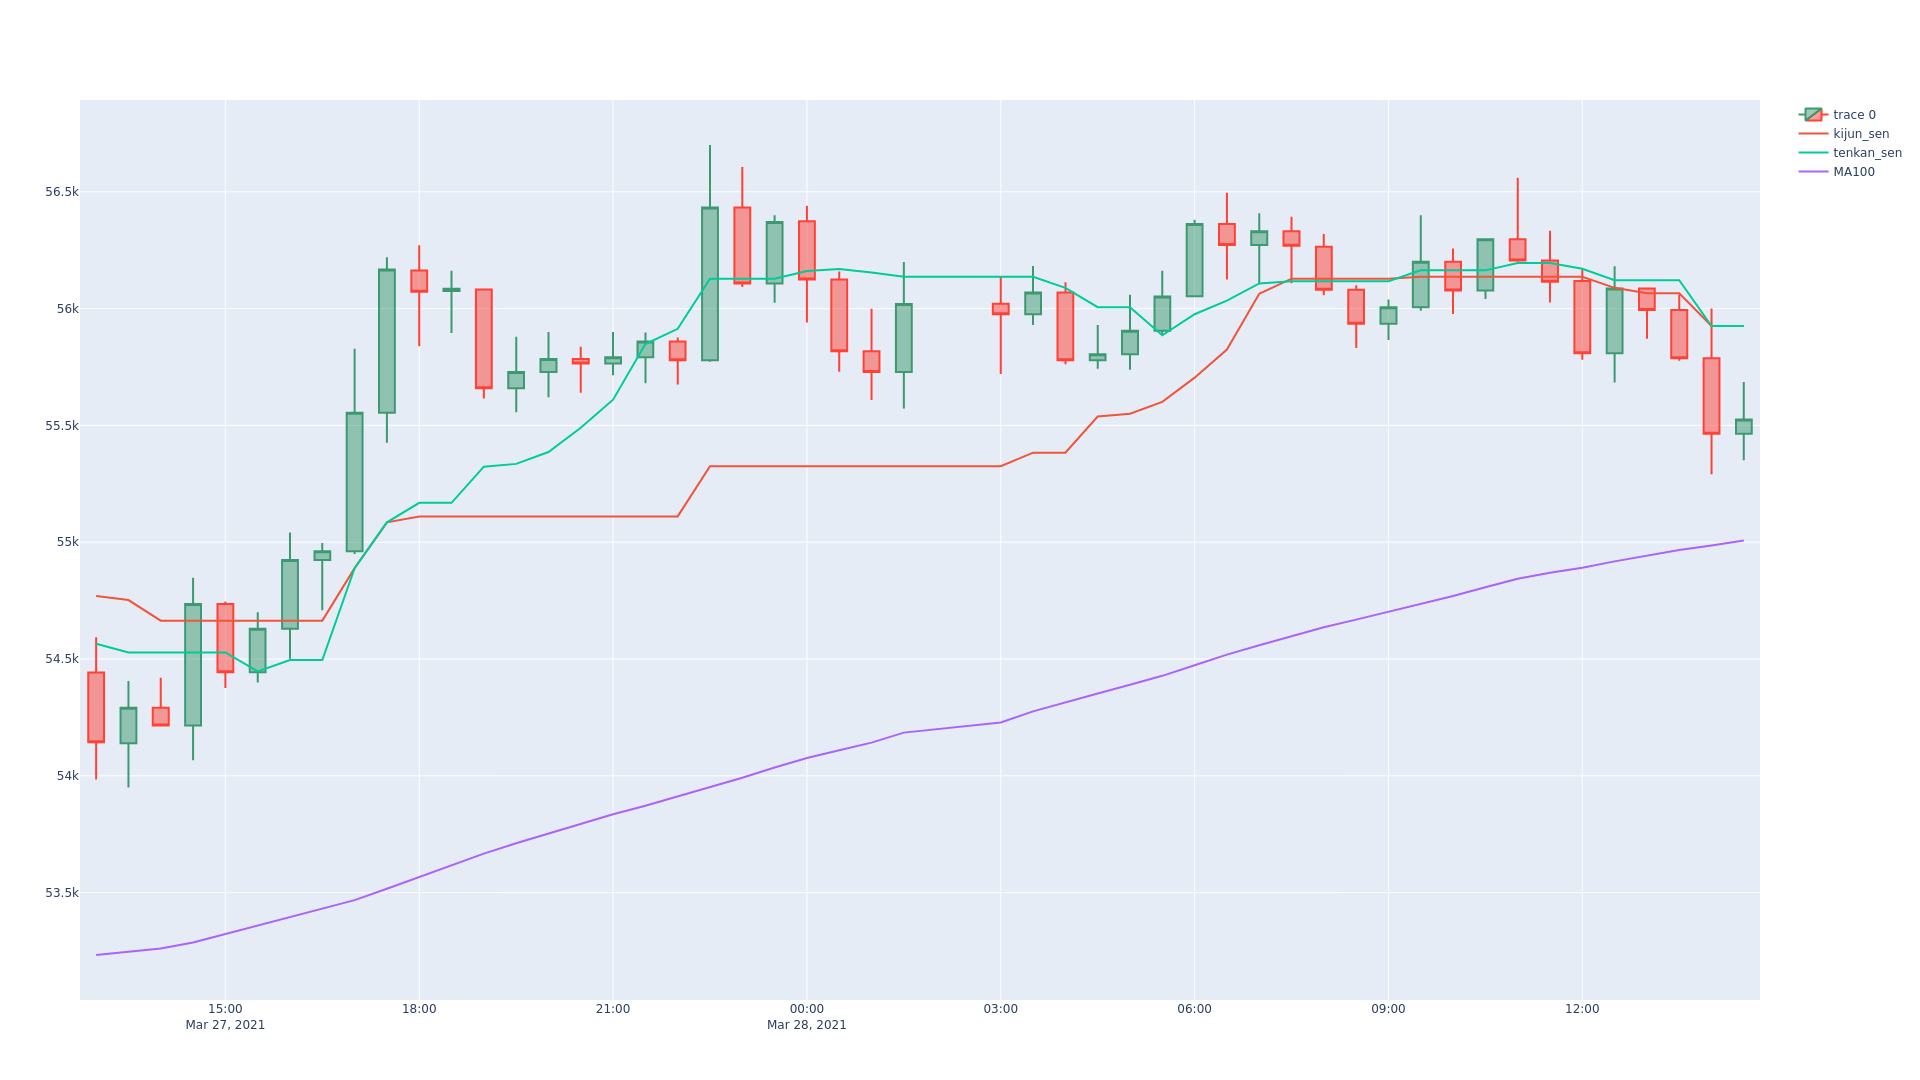 trace 0
kijun_sen
tenkan_sen
MA100
56.5k
56k
55.5k
55k
54.5k
54k
53.5k
15:00 18:00 21:00 00:00 03:00 06:00 09:00 12:00
Mar 27, 2021 Mar 28, 2021